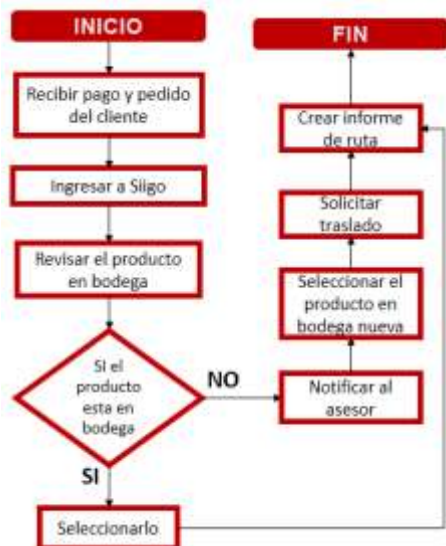 INICIO
Recibir pago y pedido
del cliente
Ingresar a Siigo
Revisar el producto
en bodega
SI el
producto
esta en
bodega
NO
SI
Seleccionarlo
Notificar al
asesor
Seleccionar el
producto en
bodega nueva
Solicitar
traslado
Crear informe
de ruta
FIN